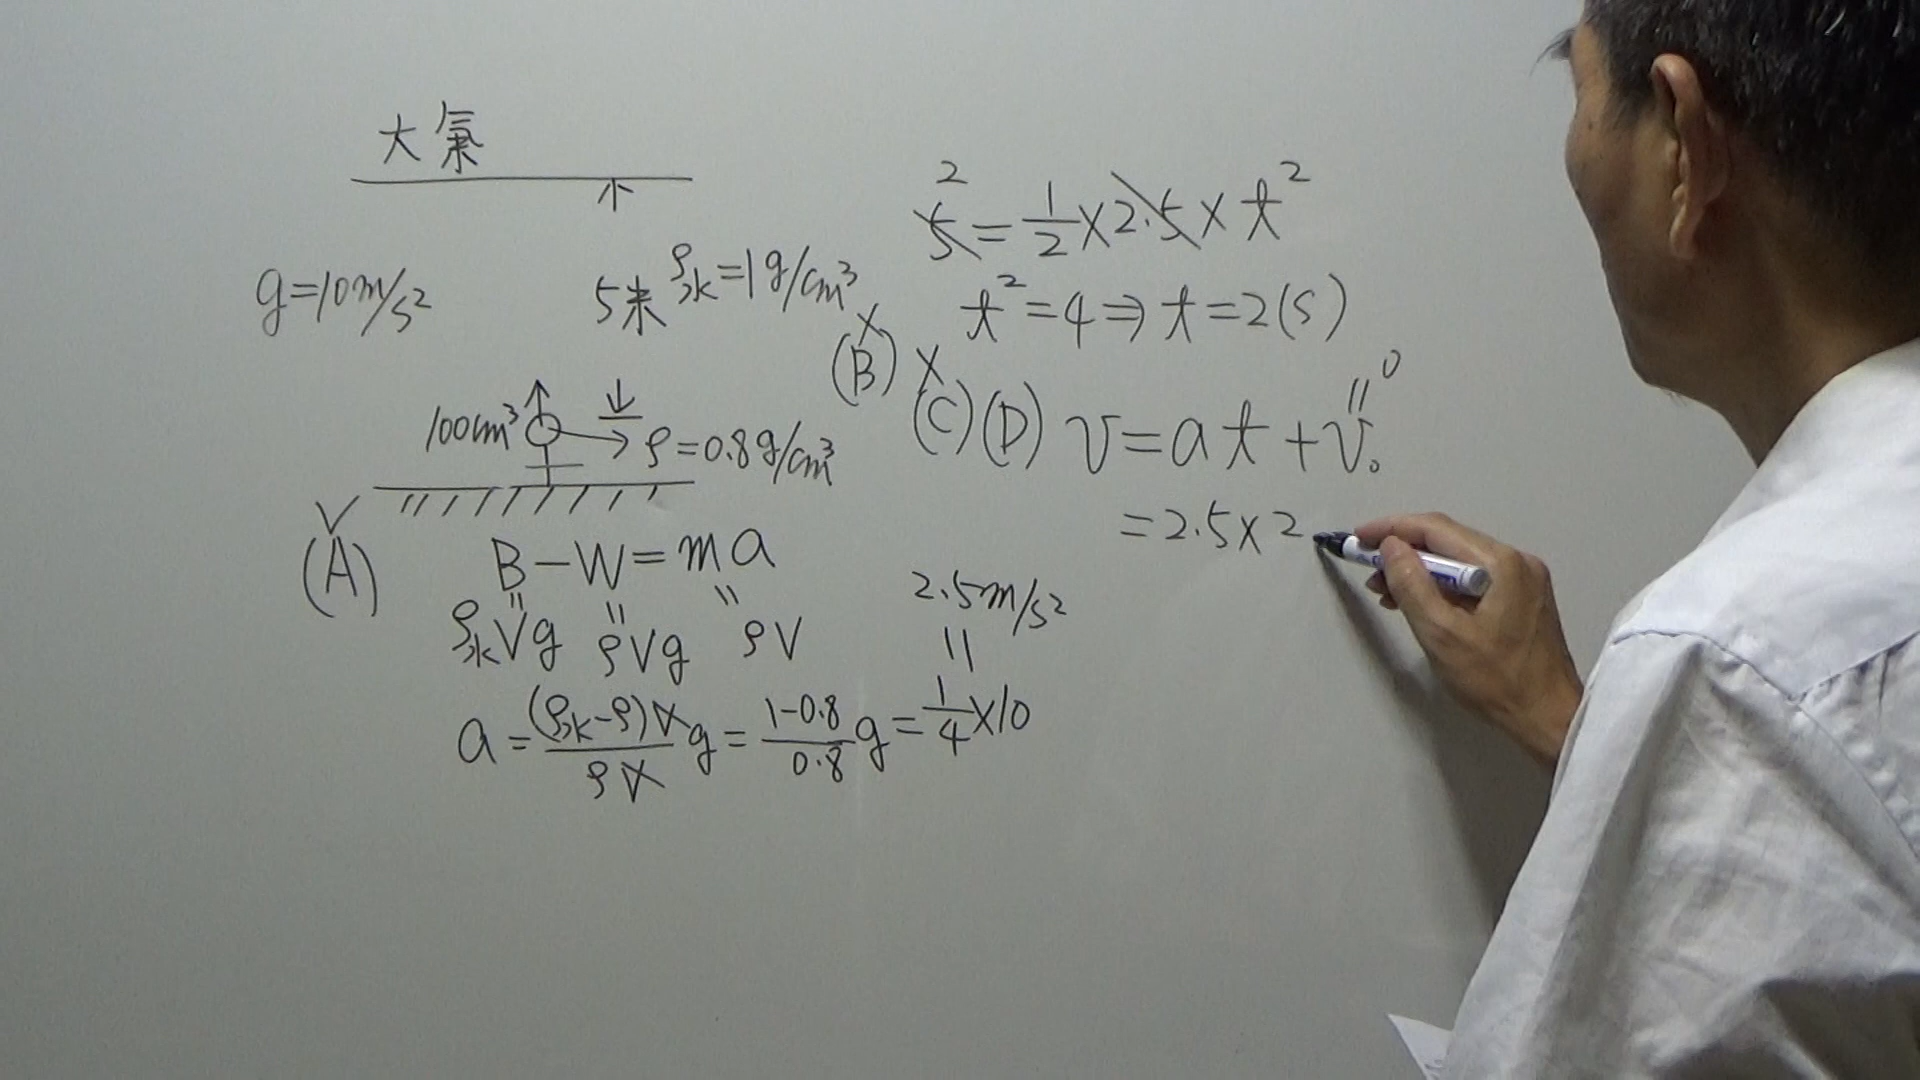 大氣
g=10m/s²
5米 ρ水=1g/cm³
100cm³
ρ=0.8g/cm³
(A) B-W=ma
ρ水Vg ρVg ρV
a=(ρ水-ρ)V/ρV g=1-0.8/0.8 g=1/4×10
2.5m/s²
2
5=1/2×2.5×t²
t²=4⇒t=2(s)
(B) (C) (D) v=at+v₀
0
=2.5×2